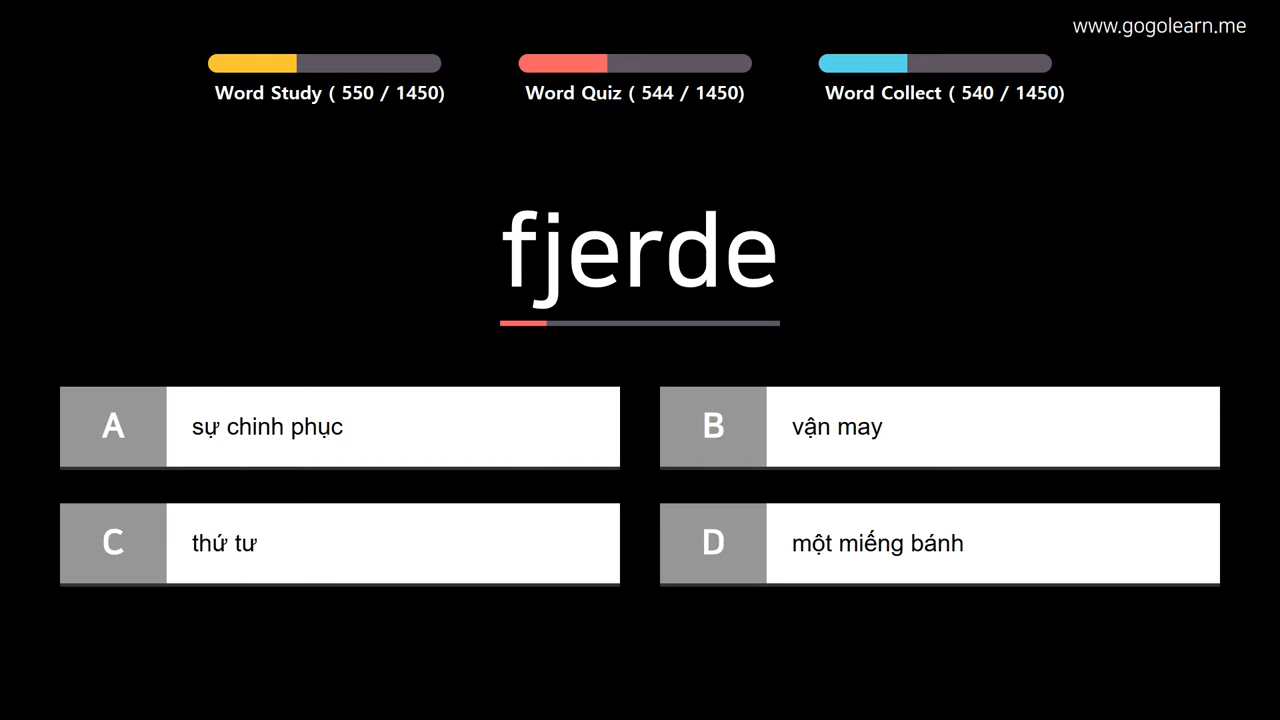 www.gogolearn.me
Word Study ( 550 / 1450)
Word Quiz ( 544 / 1450)
Word Collect ( 540 / 1450)
fjerde
A sự chinh phục
B vận may
C thứ tư
D một miếng bánh